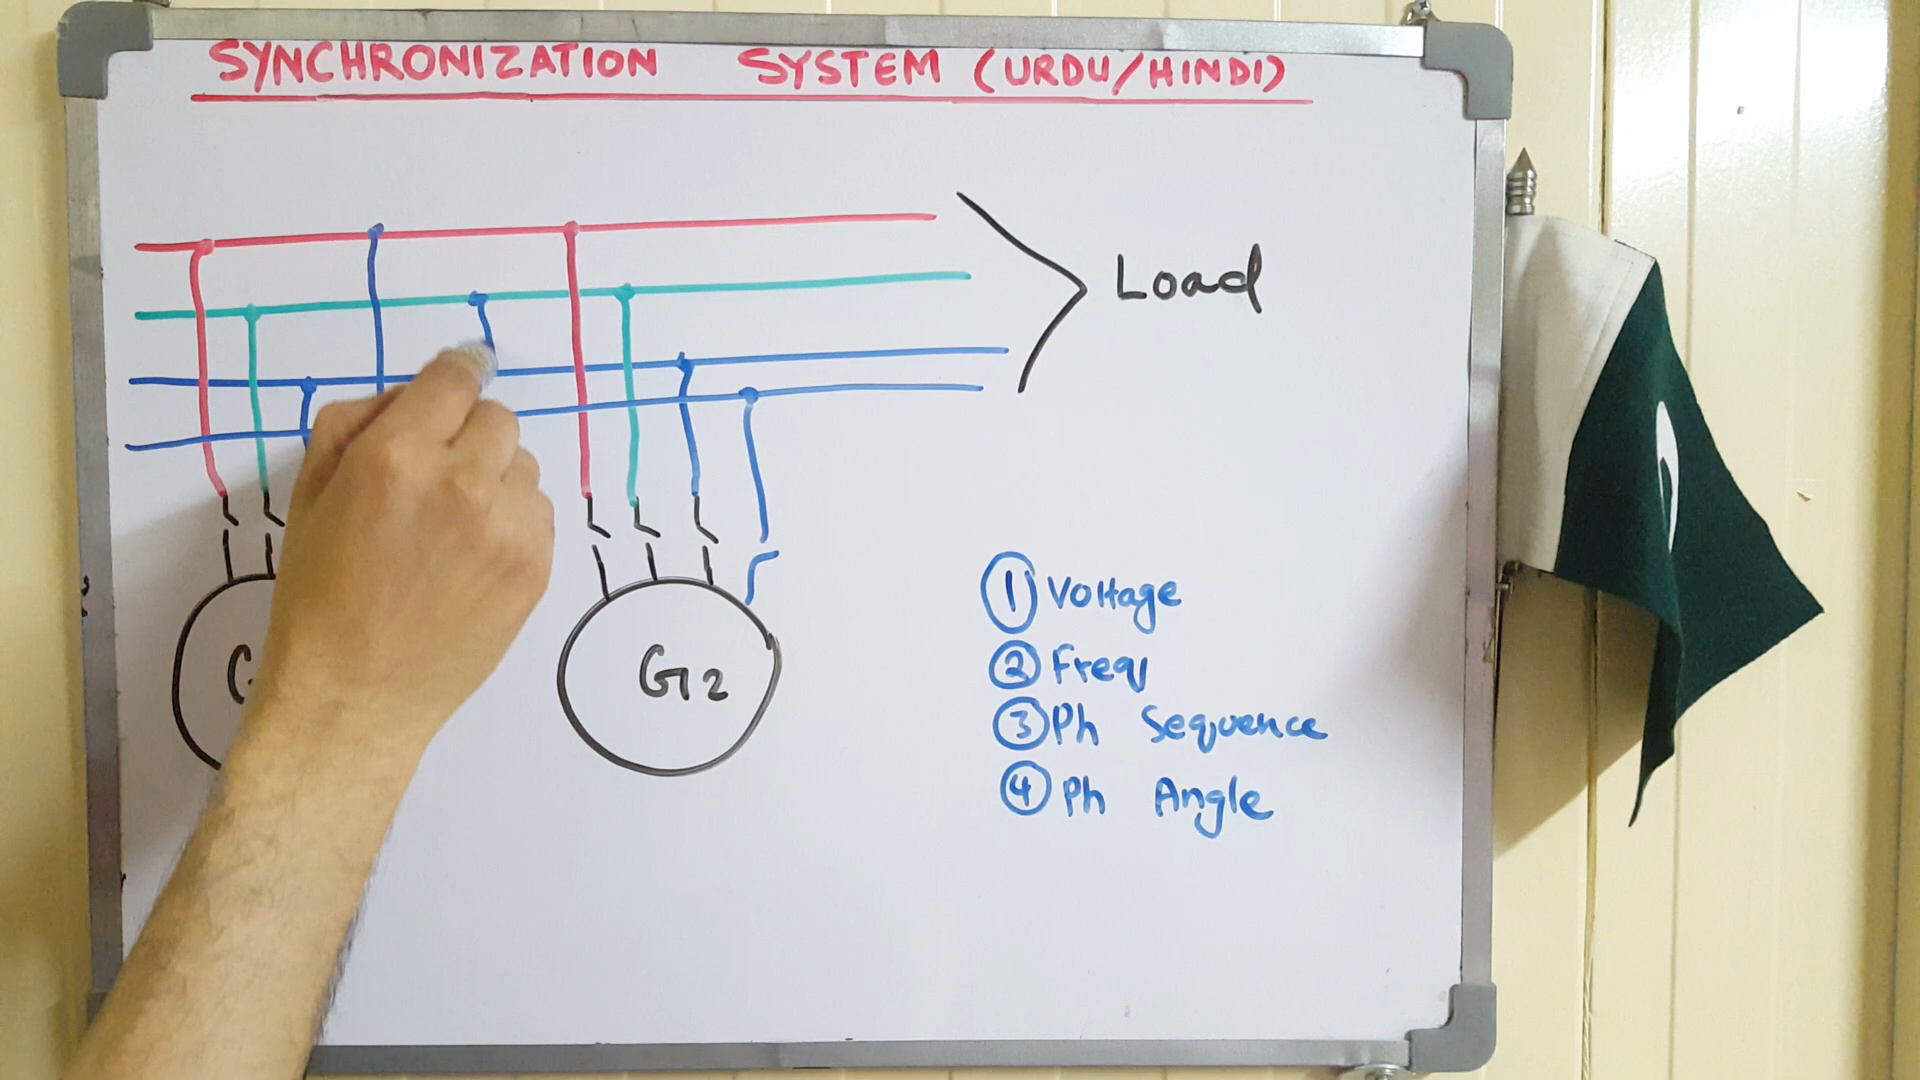 SYNCHRONIZATION SYSTEM (URDU/HINDI)
Load
G2
① Voltage
② Freq
③ Ph Sequence
④ Ph Angle